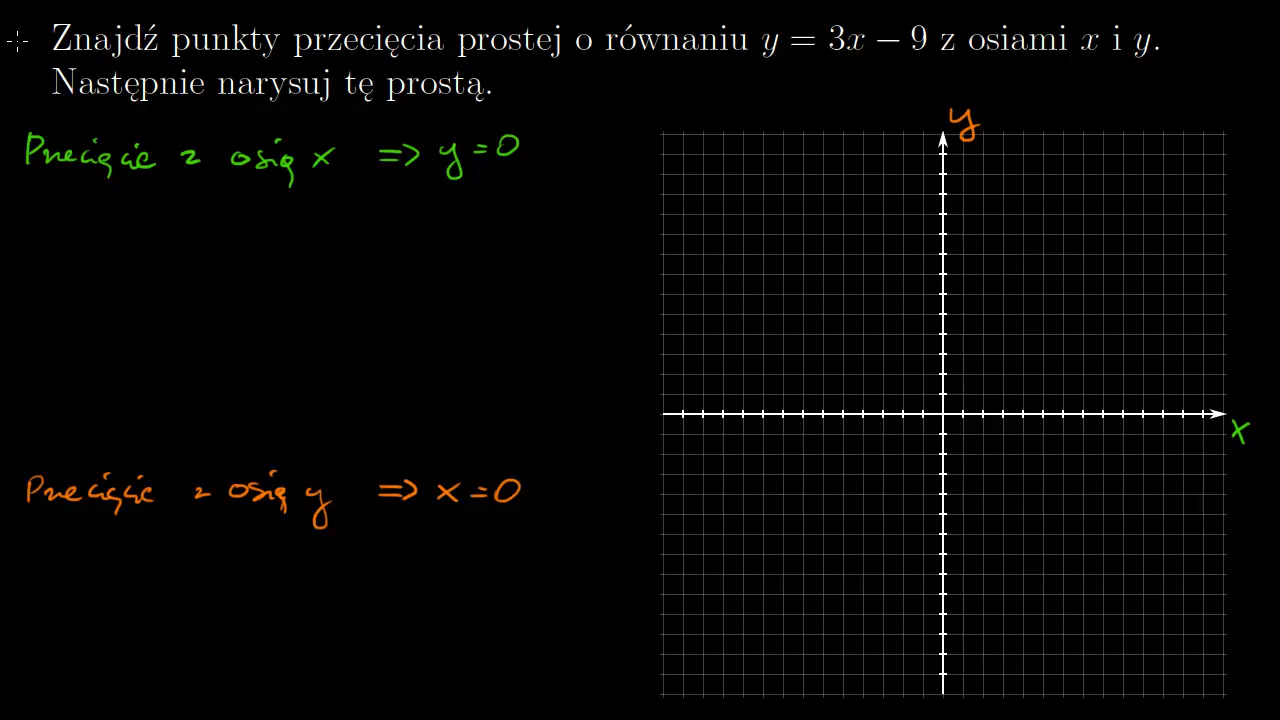 Znajdź punkty przecięcia prostej o równaniu y = 3x − 9 z osiami x i y.
Następnie narysuj tę prostą.
y
Przecięcie z osią x => y=0
x
Przecięcie z osią y => x=0